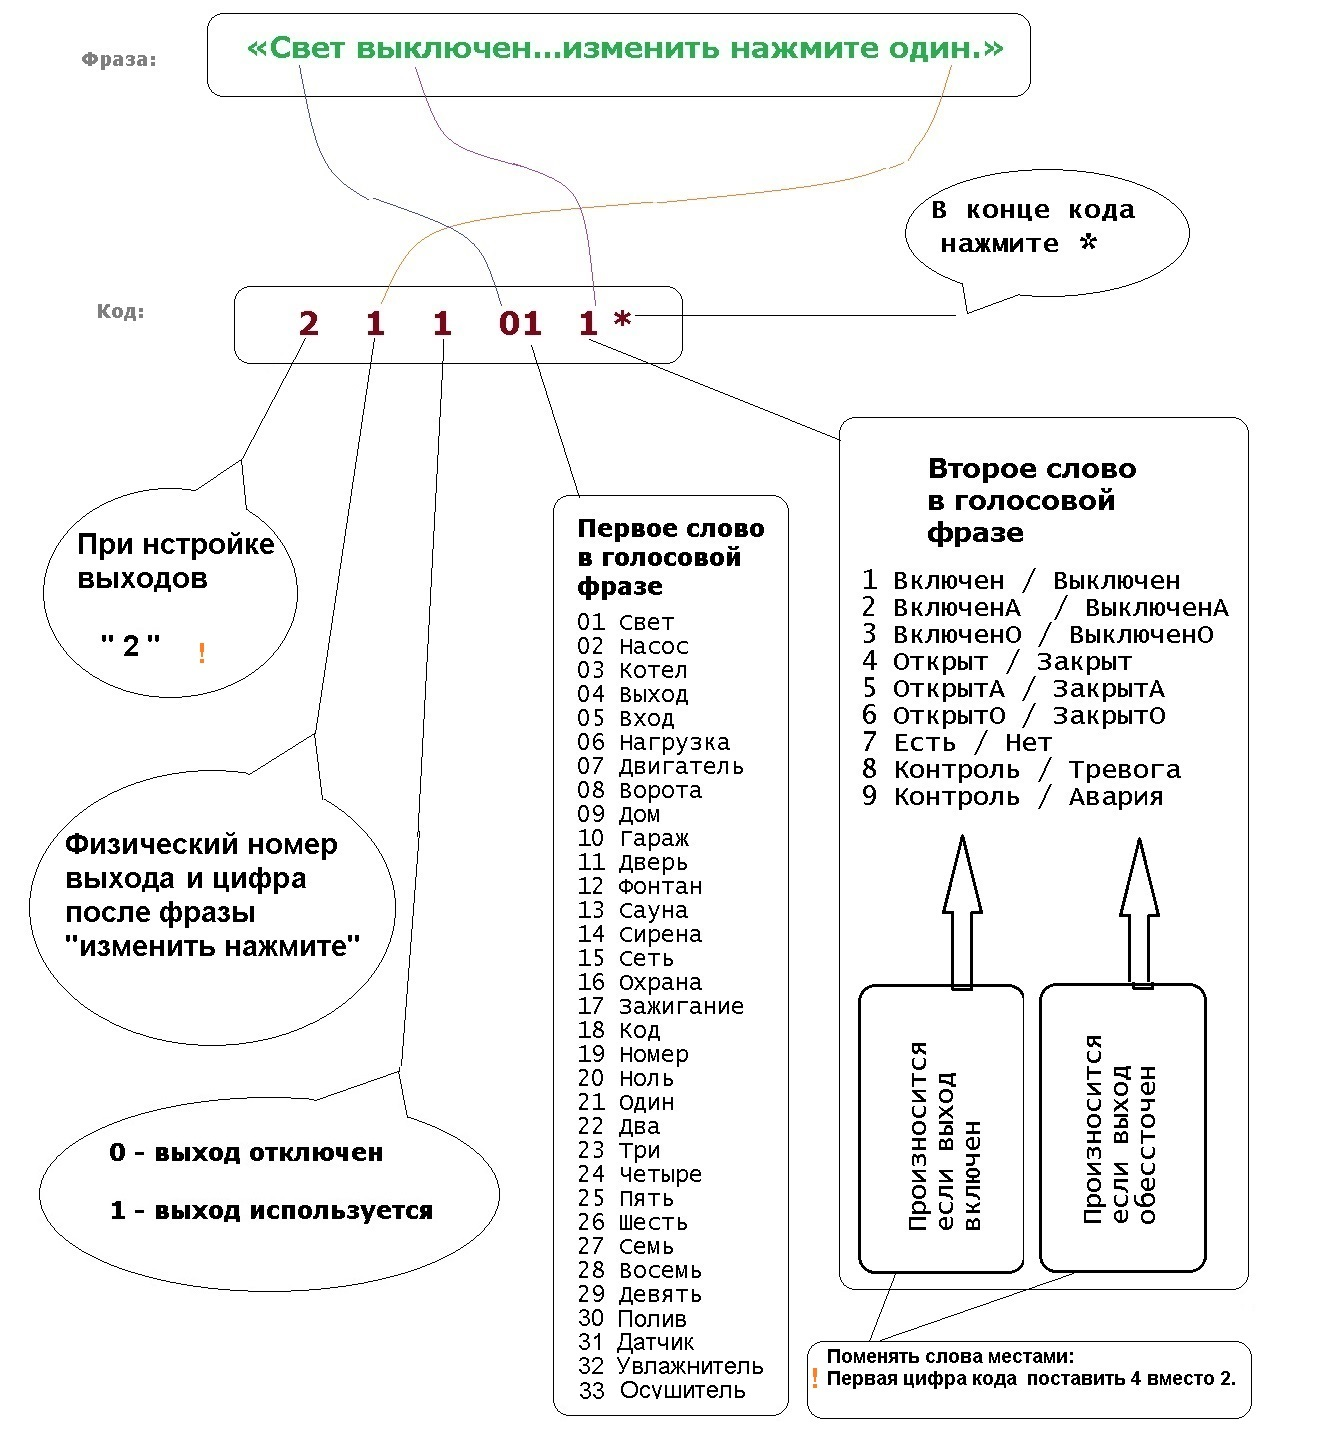 Фраза:
«Свет выключен...изменить нажмите один.»
В конце кода
нажмите *
Код:
2 1 1 01 1 *
При нстройке
выходов
" 2 " !
Физический номер
выхода и цифра
после фразы
"изменить нажмите"
0 - выход отключен
1 - выход используется
Первое слово
в голосовой
фразе
01 Свет
02 Насос
03 Котел
04 Выход
05 Вход
06 Нагрузка
07 Двигатель
08 Ворота
09 Дом
10 Гараж
11 Дверь
12 Фонтан
13 Сауна
14 Сирена
15 Сеть
16 Охрана
17 Зажигание
18 Код
19 Номер
20 Ноль
21 Один
22 Два
23 Три
24 Четыре
25 Пять
26 Шесть
27 Семь
28 Восемь
29 Девять
30 Полив
31 Датчик
32 Увлажнитель
33 Осушитель
Второе слово
в голосовой
фразе
1 Включен / Выключен
2 ВключенА / ВыключенА
3 ВключенО / ВыключенО
4 Открыт / Закрыт
5 ОткрытА / ЗакрытА
6 ОткрытО / ЗакрытО
7 Есть / Нет
8 Контроль / Тревога
9 Контроль / Авария
Произносится
если выход
включен
Произносится
если выход
обессточен
Поменять слова местами:
! Первая цифра кода поставить 4 вместо 2.